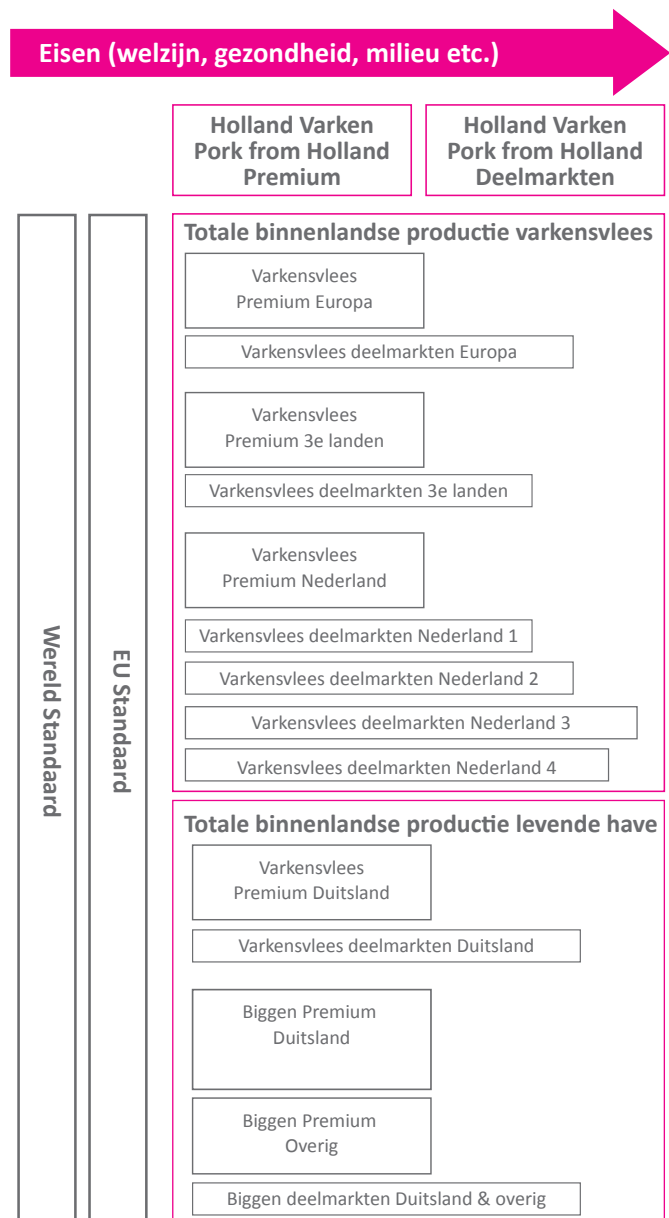 Eisen (welzijn, gezondheid, milieu etc.)
Holland Varken
Pork from Holland
Premium
Holland Varken
Pork from Holland
Deelmarkten
Wereld Standaard
EU Standaard
Totale binnenlandse productie varkensvlees
Varkensvlees
Premium Europa
Varkensvlees deelmarkten Europa
Varkensvlees
Premium 3e landen
Varkensvlees deelmarkten 3e landen
Varkensvlees
Premium Nederland
Varkensvlees deelmarkten Nederland 1
Varkensvlees deelmarkten Nederland 2
Varkensvlees deelmarkten Nederland 3
Varkensvlees deelmarkten Nederland 4
Totale binnenlandse productie levende have
Varkensvlees
Premium Duitsland
Varkensvlees deelmarkten Duitsland
Biggen Premium
Duitsland
Biggen Premium
Overig
Biggen deelmarkten Duitsland & overig